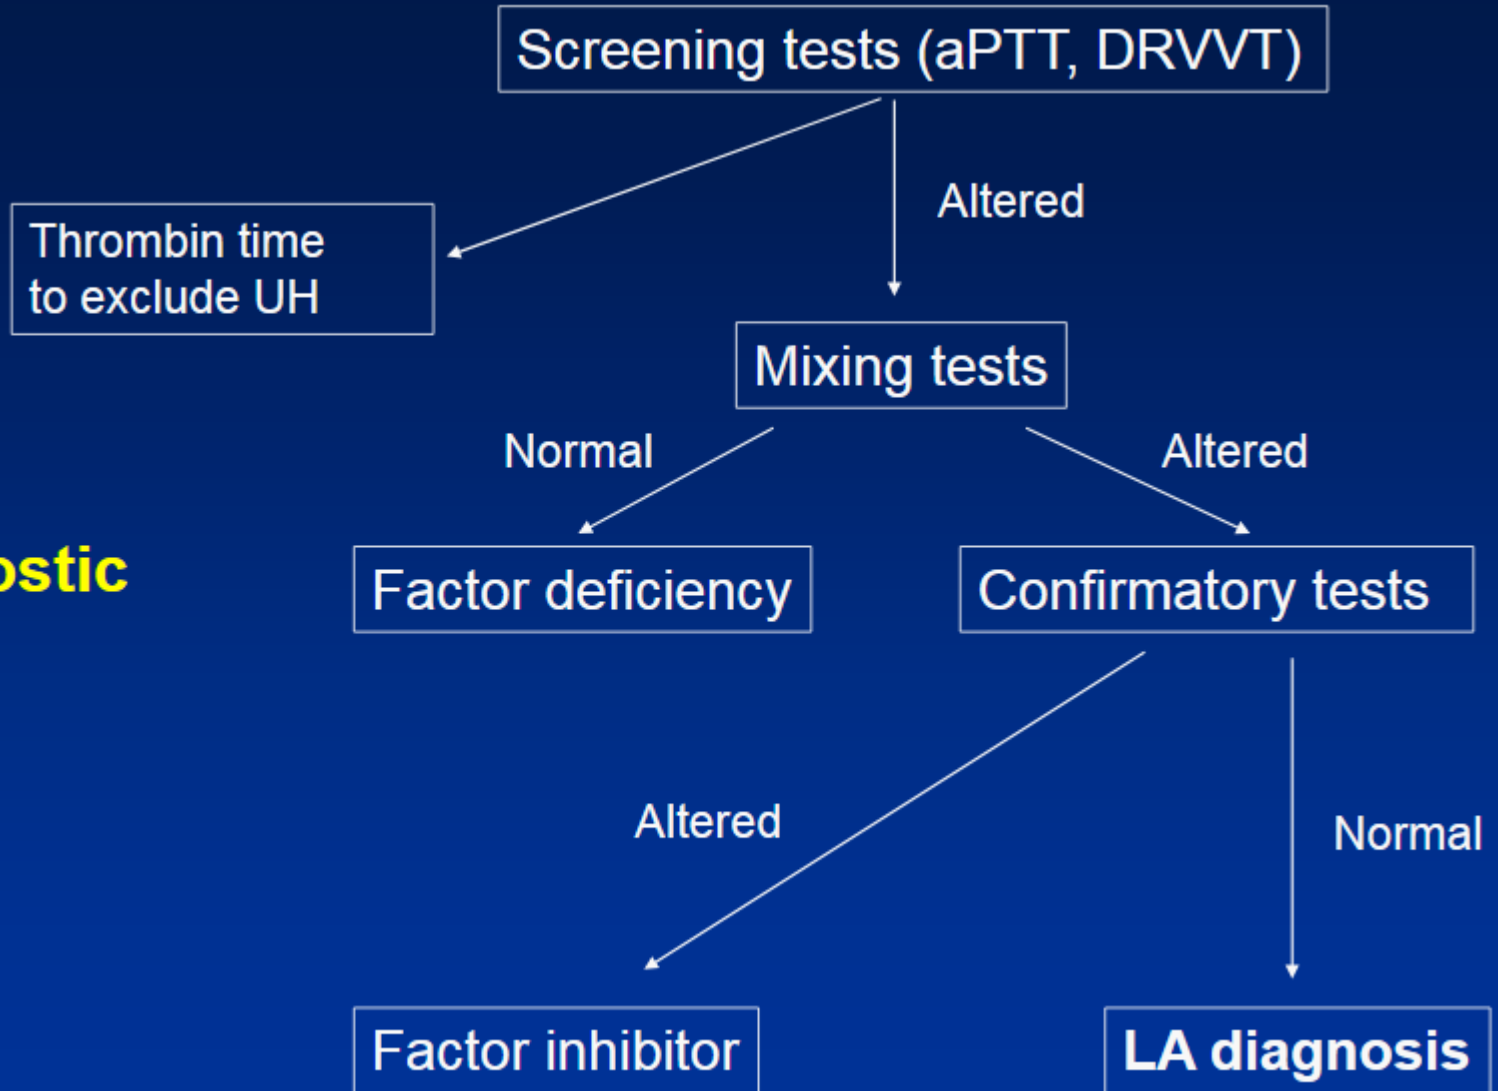 Screening tests (aPTT, DRVVT)
Altered
Thrombin time
to exclude UH
Mixing tests
Normal
Altered
ostic
Factor deficiency
Confirmatory tests
Altered
Normal
Factor inhibitor
LA diagnosis